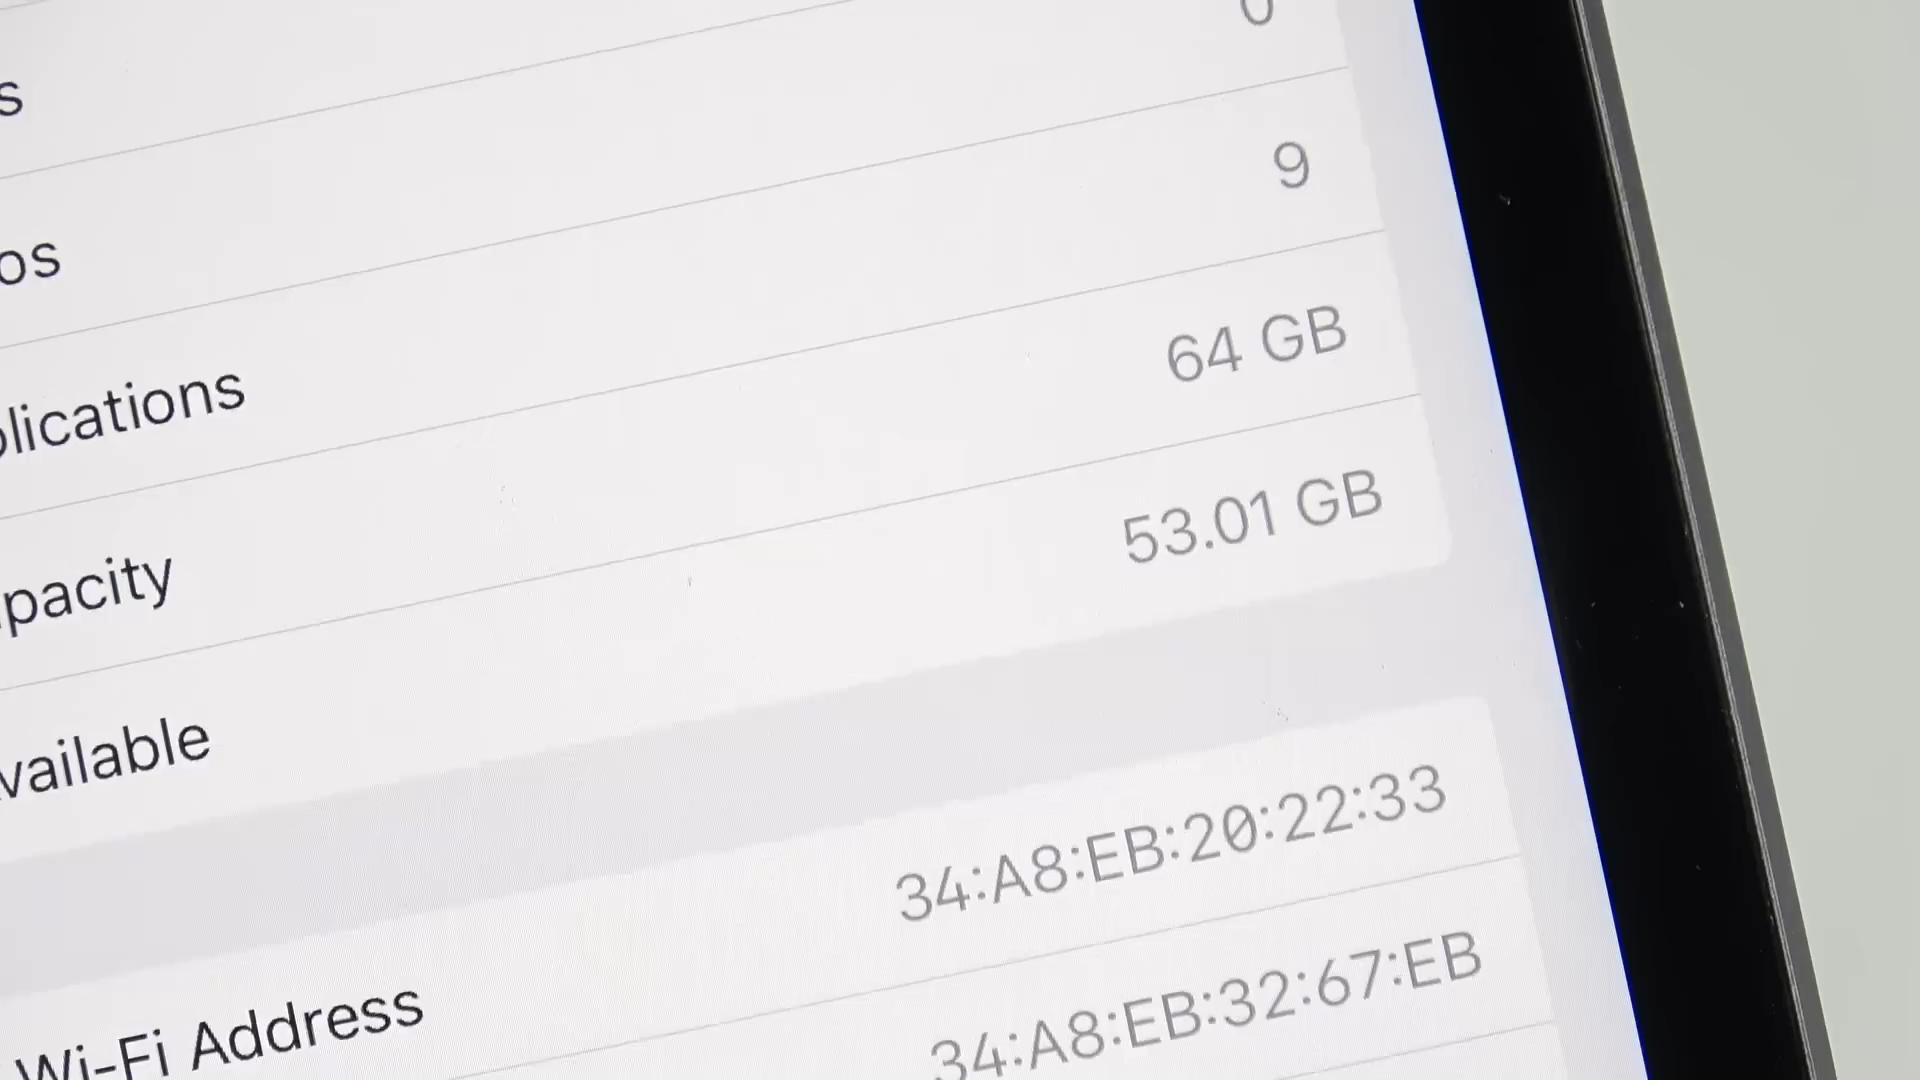 s
os 0
plications 9
pacity 64 GB
vailable 53.01 GB
Wi-Fi Address 34:A8:EB:20:22:33
34:A8:EB:32:67:EB